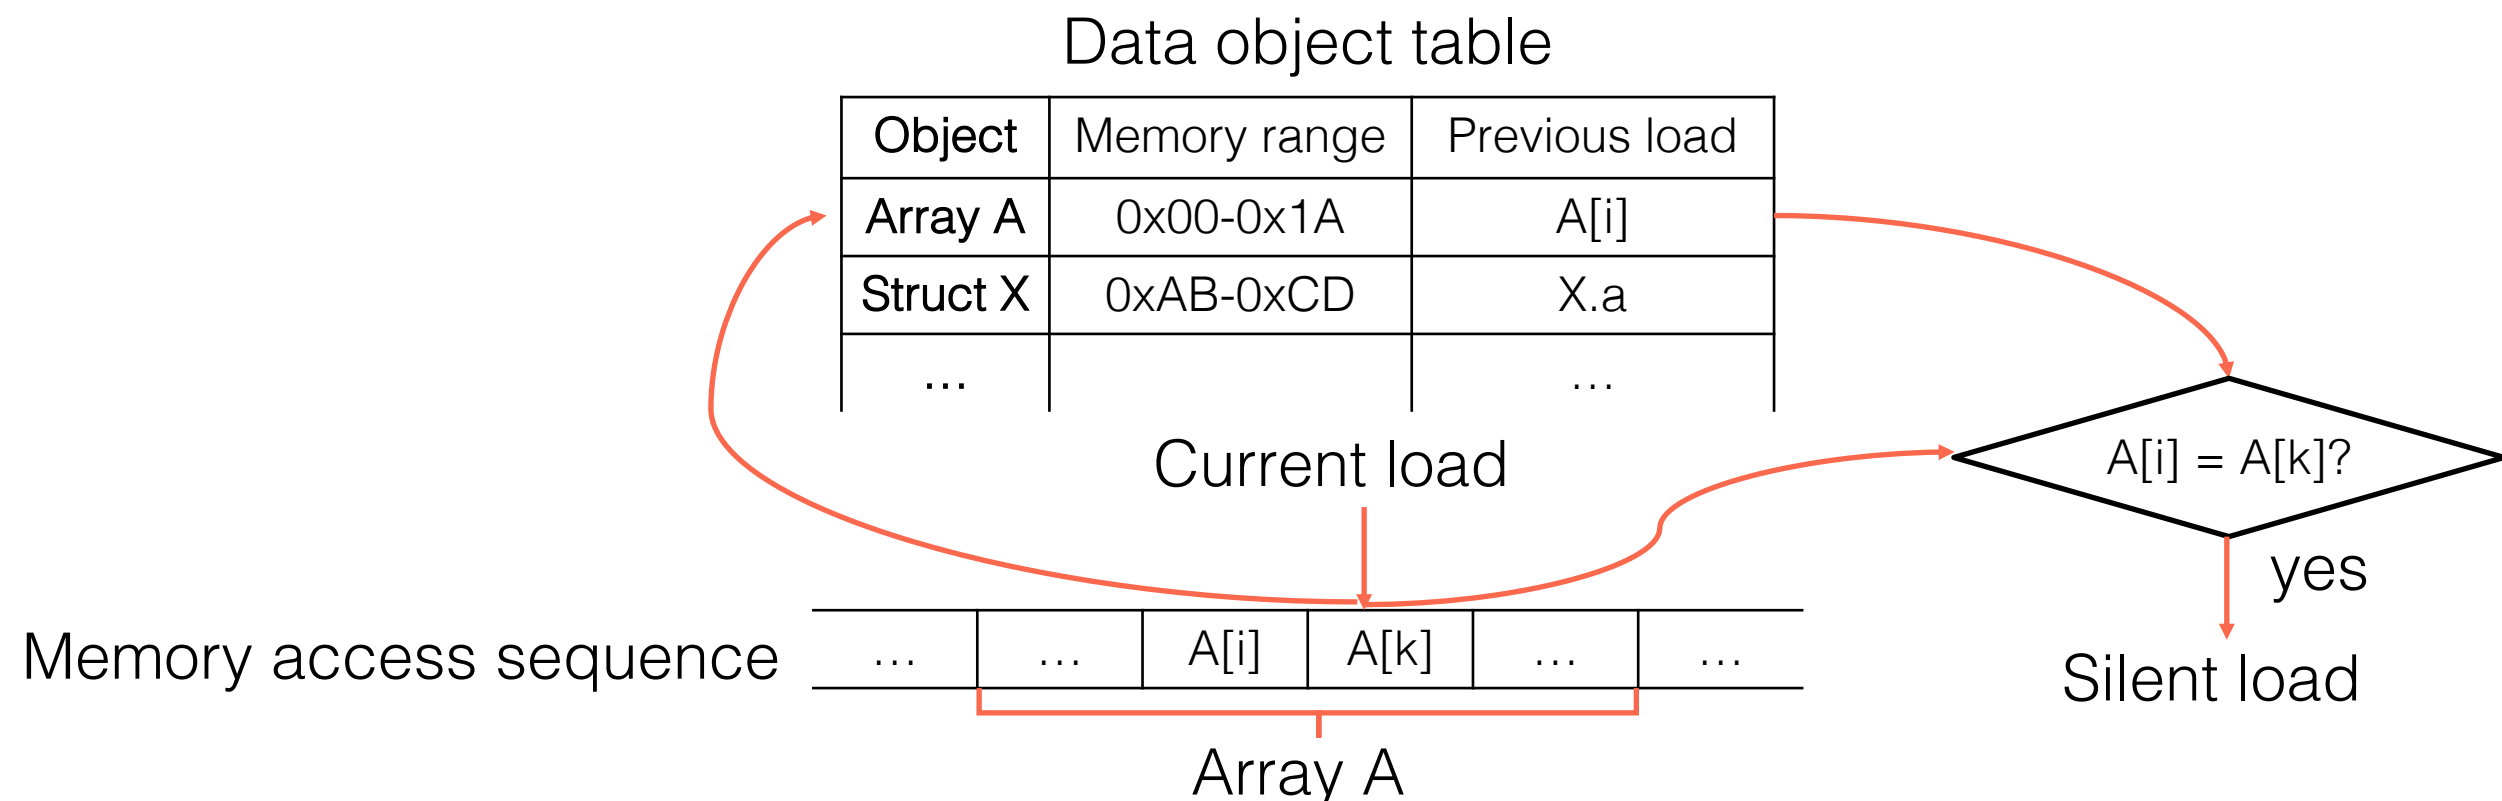 Data object table
Object Memory range Previous load
Array A 0x00-0x1A A[i]
Struct X 0xAB-0xCD X.a
... ...
Current load
A[i] = A[k]?
yes
Memory access sequence ... ... A[i] A[k] ... ...
Silent load
Array A